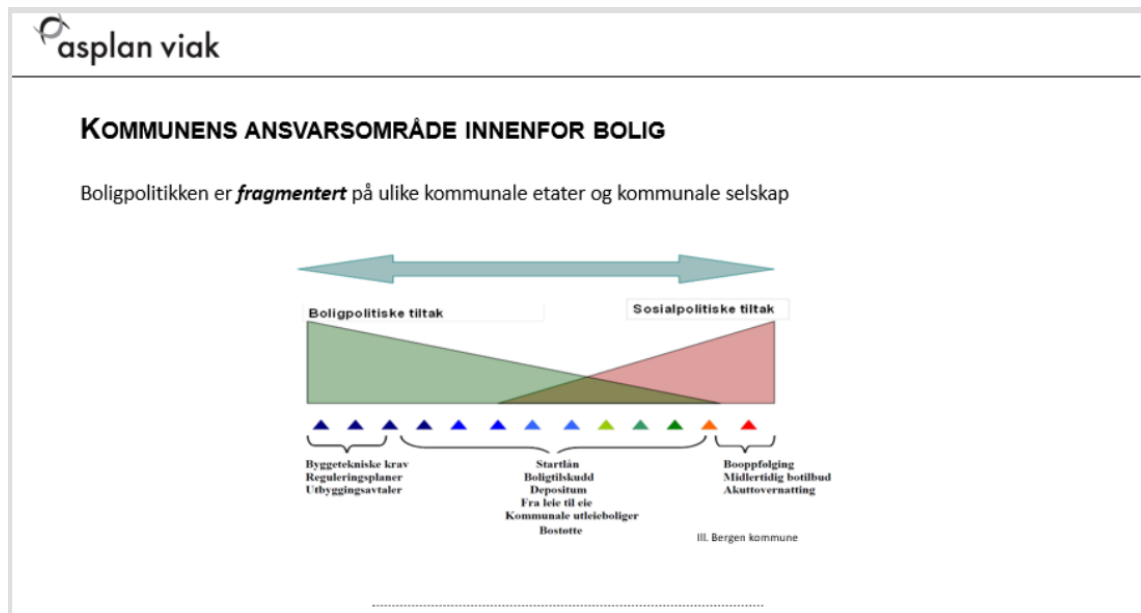 asplan viak
KOMMUNENS ANSVARSOMRÅDE INNENFOR BOLIG
Boligpolitikken er fragmentert på ulike kommunale etater og kommunale selskap
Boligpolitiske tiltak
Sosialpolitiske tiltak
Byggetekniske krav
Reguleringsplaner
Utbyggingsavtaler
Startlån
Boligtilskudd
Depositum
Fra leie til eie
Kommunale utleieboliger
Bostøtte
Booppfølging
Midlertidig botilbud
Akuttovernatting
Ill. Bergen kommune